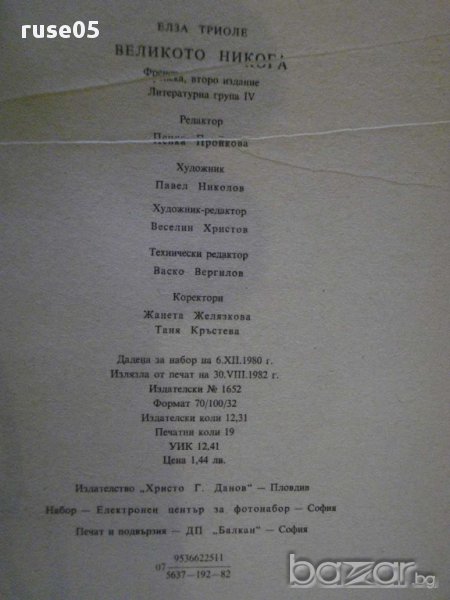 ruse05
ЕЛЗА ТРИОЛЕ
ВЕЛИКОТО НИКОГА
втoро издание
Литературна група IV
Редактор
Пенка Пройкова
Художник
Павел Николов
Художник-редактор
Веселин Христов
Технически редактор
Васко Вергилов
Коректори
Жанета Желязкова
Таня Кръстева
Дадена за набор на 6.XII.1980 г.
Излязла от печат на 30.VIII.1982 г.
Издателски № 1652
Формат 70/100/32
Издателски коли 12,31
Печатни коли 19
УИК 12,41
Цена 1,44 лв.
Издателство „Христо Г. Данов" — Пловдив
Набор — Електронен център за фотонабор — София
Печат и подвързия — ДП „Балкан" — София
07 9536622511
5637—192—82
bazar.bg